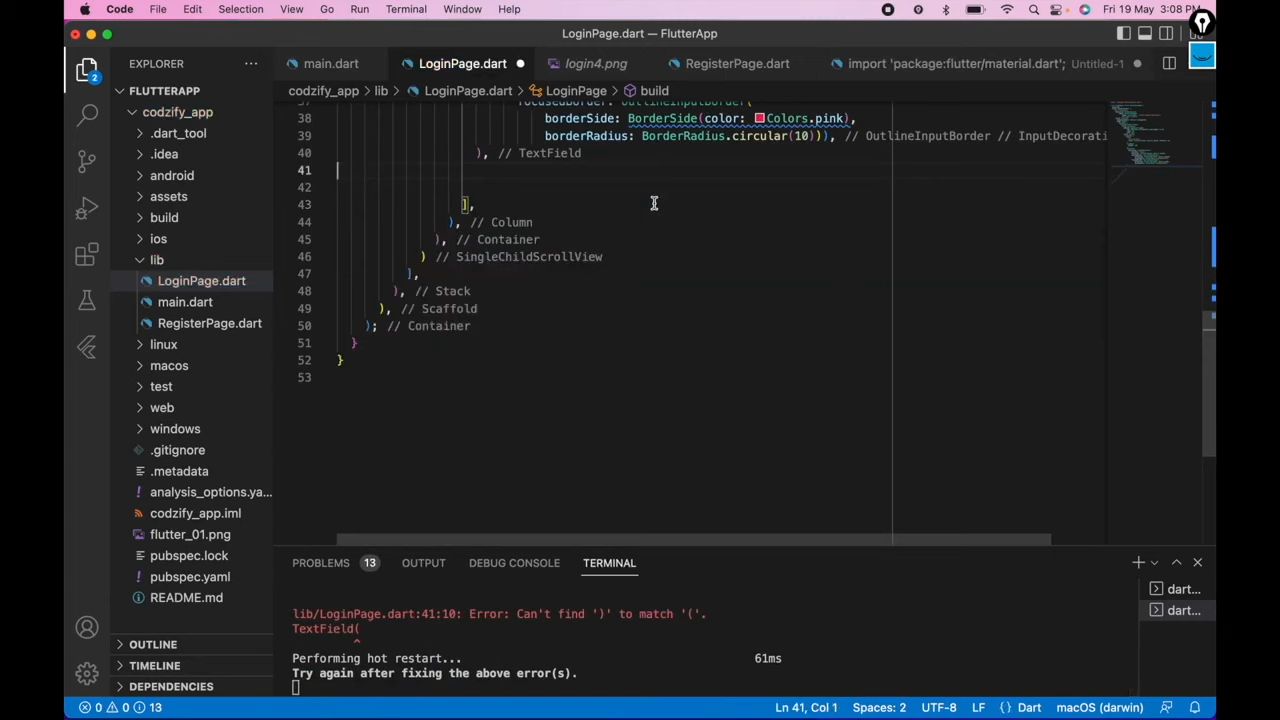 Code File Edit Selection View Go Run Terminal Window Help Fri 19 May 3:08 PM
LoginPage.dart — FlutterApp
EXPLORER ... main.dart LoginPage.dart login4.png RegisterPage.dart import 'package:flutter/material.dart'; Untitled-1
2
FLUTTERAPP codzify_app > lib > LoginPage.dart > LoginPage > build
codzify_app
.dart_tool
.idea
android
assets
build
ios
lib
LoginPage.dart
main.dart
RegisterPage.dart
linux
macos
test
web
windows
.gitignore
.metadata
analysis_options.ya...
codzify_app.iml
flutter_01.png
pubspec.lock
pubspec.yaml
README.md
OUTLINE
TIMELINE
DEPENDENCIES
37 focusedBorder: OutlineInputBorder(
38 borderSide: BorderSide(color: Colors.pink),
39 borderRadius: BorderRadius.circular(10))), // OutlineInputBorder // InputDecorati
40 ), // TextField
41
42
43 ],
44 ), // Column
45 ), // Container
46 ) // SingleChildScrollView
47 ],
48 ), // Stack
49 ), // Scaffold
50 ); // Container
51 }
52 }
53
PROBLEMS 13 OUTPUT DEBUG CONSOLE TERMINAL
lib/LoginPage.dart:41:10: Error: Can't find ')' to match '('.
TextField(
^
Performing hot restart... 61ms
Try again after fixing the above error(s).
dart...
dart...
0 0 13 Ln 41, Col 1 Spaces: 2 UTF-8 LF { } Dart macOS (darwin)